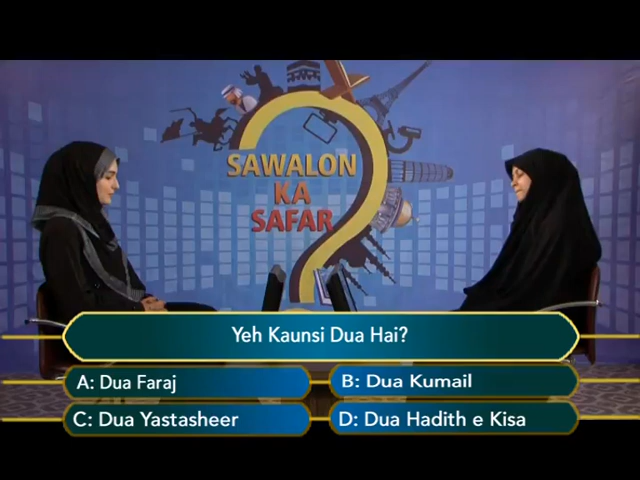 SAWALON
KA
SAFAR
Yeh Kaunsi Dua Hai?
A: Dua Faraj
B: Dua Kumail
C: Dua Yastasheer
D: Dua Hadith e Kisa